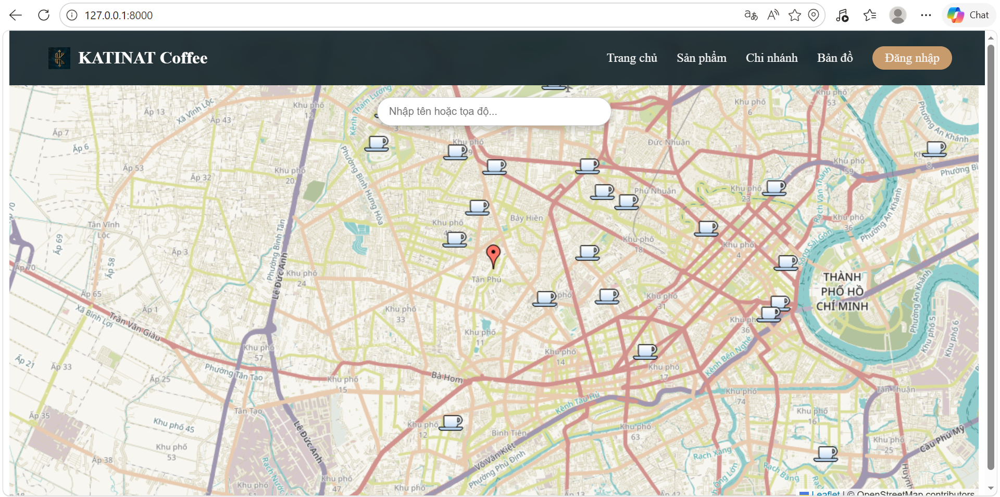 127.0.0.1:8000
Chat
KATINAT Coffee
Trang chủ
Sản phẩm
Chi nhánh
Bản đồ
Đăng nhập
Nhập tên hoặc tọa độ...
Ấp 13
Xã Vĩnh Lộc
Ấp 43
Khu phố
12
Kênh Tham Lương
3
Khu phố
6
Khu phố
53
Phường An Khánh
Ấp 7
Ấp 6
Khu phố
9
Đức Nhuận
8
Phường Bì
Ấp 53
Ấp 32
Khu phố
20
Phường Bình Hưng Hòa
Khu phố
59
Rạch Văn Thánh
Phú Nhuận
Khu phố
23
Phường An Khánh
70
Tân Vĩnh
Lộc
Bảy Hiền
Khu phố
Khu phố
36
Ấp 69
Ấp 3
Ấp 58
Phường Bình Tân
Lê Đức Anh
Khu phố
18
Khu phố
4
Sông Sài Gòn
Ấp 70
Khu phố
24
Tân Phú
THÀNH
PHỐ HỒ
CHÍ MINH
Phường An Khánh
Ấp 65
Ấp 1
Xã Bình Lợi
Trần Văn Giàu
Khu phố
33
phố
Khu phố
31
Khu phố
36
Khu phố 5
Khu phố 6
Khu phố
11
Khu phố
57
Khu phố
14
Kênh Bến Nghé
Ấp 21
Ấp 33
Ấp 25
Phường Tân Tạo
Khu phố
15
Bà Hom
Khu phố
17
Khu phố
74
Tân Thuận
Kênh Tàu Hủ
Ấp 35
Tân Tạo
Khu phố 45
Lê Đức Anh
Khu phố
12
Bình Tiên
Khu phố
63
Khu phố
16
Khu phố
53
Ấp 38
Võ Văn Kiệt
Phường Phú Định
Rạch Xáng
Khu phố
25
Cầu Phú Mỹ
Rạch Nước
Khu phố
47
Khu phố
Khu phố
Ông Lớn
Rạch Bàng
Huỳnh
Leaflet | © OpenStreetMap contributors